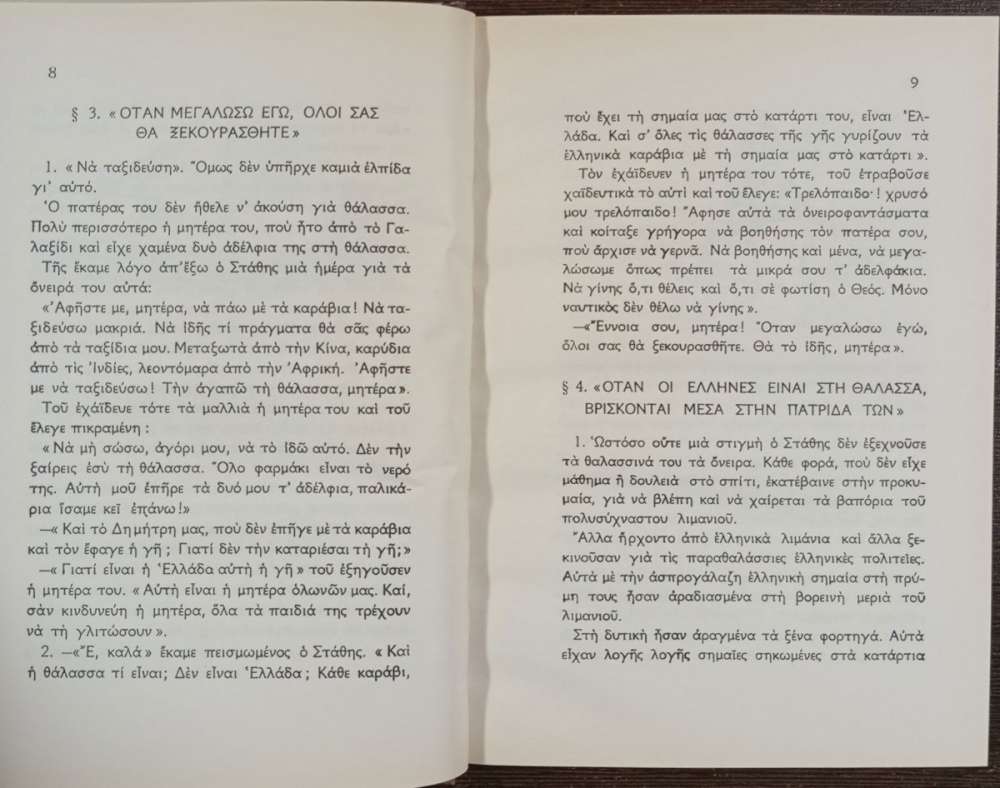 8
§ 3. «ΟΤΑΝ ΜΕΓΑΛΩΣΩ ΕΓΩ, ΟΛΟΙ ΣΑΣ
ΘΑ ΞΕΚΟΥΡΑΣΘΗΤΕ»
1. «Νὰ ταξιδεύση». Ὅμως δὲν ὑπῆρχε καμιὰ ἐλπίδα
γι' αὐτό.
Ὁ πατέρας του δὲν ἤθελε ν' ἀκούση γιὰ θάλασσα.
Πολὺ περισσότερο ἡ μητέρα του, ποὺ ἦτο ἀπὸ τὸ Γα-
λαξίδι καὶ εἶχε χαμένα δυὸ ἀδέλφια της στὴ θάλασσα.
Τῆς ἔκαμε λόγο ἀπ' ἔξω ὁ Στάθης μιὰ ἡμέρα γιὰ τὰ
ὄνειρά του αὐτά:
«Ἀφῆστε με, μητέρα, νὰ πάω μὲ τὰ καράβια! Νὰ τα-
ξιδεύσω μακριά. Νὰ ἰδῆς τί πράγματα θὰ σᾶς φέρω
ἀπὸ τὰ ταξίδια μου. Μεταξωτὰ ἀπὸ τὴν Κίνα, καρύδια
ἀπὸ τὶς Ἰνδίες, λεοντόμαρα ἀπὸ τὴν Ἀφρική. Ἀφῆστε
με νὰ ταξιδεύσω! Τὴν ἀγαπῶ τὴ θάλασσα, μητέρα».
Τοῦ ἐχάϊδευε τότε τὰ μαλλιὰ ἡ μητέρα του καὶ τοῦ
ἔλεγε πικραμένη:
«Νὰ μὴ σώσω, ἀγόρι μου, νὰ τὸ ἰδῶ αὐτό. Δὲν τὴν
ξαίρεις ἐσὺ τὴ θάλασσα. Ὅλο φαρμάκι εἶναι τὸ νερό
της. Αὐτὴ μοῦ ἐπῆρε τὰ δυό μου τ' ἀδέλφια, παλικά-
ρια ἴσαμε κεῖ ἐπάνω!»
—«Καὶ τὸ Δημήτρη μας, ποὺ δὲν ἐπῆγε μὲ τὰ καράβια
καὶ τὸν ἔφαγε ἡ γῆ; Γιατί δὲν τὴν καταριέσαι τὴ γῆ;»
—«Γιατί εἶναι ἡ Ἑλλάδα αὐτὴ ἡ γῆ» τοῦ ἐξηγοῦσεν
ἡ μητέρα του. «Αὐτὴ εἶναι ἡ μητέρα ὁλωνῶν μας. Καί,
σὰν κινδυνεύη ἡ μητέρα, ὅλα τὰ παιδιά της τρέχουν
νὰ τὴ γλιτώσουν».
2. —«Ἔ, καλά» ἔκαμε πεισμωμένος ὁ Στάθης. «Καὶ
ἡ θάλασσα τί εἶναι; Δὲν εἶναι Ἑλλάδα; Κάθε καράβι,
9
ποὺ ἔχει τὴ σημαία μας στὸ κατάρτι του, εἶναι Ἑλ-
λάδα. Καὶ σ' ὅλες τὶς θάλασσες τῆς γῆς γυρίζουν τὰ
ἑλληνικὰ καράβια μὲ τὴ σημαία μας στὸ κατάρτι».
Τὸν ἐχάϊδευεν ἡ μητέρα του τότε, τοῦ ἐτραβοῦσε
χαϊδευτικὰ τὸ αὐτὶ καὶ τοῦ ἔλεγε: «Τρελόπαιδο·! χρυσό
μου τρελόπαιδο! Ἄφησε αὐτὰ τὰ ὀνειροφαντάσματα
καὶ κοίταξε γρήγορα νὰ βοηθήσης τὸν πατέρα σου,
ποὺ ἄρχισε νὰ γερνᾶ. Νὰ βοηθήσης καὶ μένα, νὰ μεγα-
λώσωμε ὅπως πρέπει τὰ μικρά σου τ' ἀδελφάκια.
Νὰ γίνης ὅ,τι θέλεις καὶ ὅ,τι σὲ φωτίση ὁ Θεός. Μόνο
ναυτικὸς δὲν θέλω νὰ γίνης».
—«Ἔννοια σου, μητέρα! Ὅταν μεγαλώσω ἐγώ,
ὅλοι σας θὰ ξεκουρασθῆτε. Θὰ τὸ ἰδῆς, μητέρα».
§ 4. «ΟΤΑΝ ΟΙ ΕΛΛΗΝΕΣ ΕΙΝΑΙ ΣΤΗ ΘΑΛΑΣΣΑ,
ΒΡΙΣΚΟΝΤΑΙ ΜΕΣΑ ΣΤΗΝ ΠΑΤΡΙΔΑ ΤΩΝ»
1. Ὡστόσο οὔτε μιὰ στιγμὴ ὁ Στάθης δὲν ἐξεχνοῦσε
τὰ θαλασσινά του τὰ ὄνειρα. Κάθε φορά, ποὺ δὲν εἶχε
μάθημα ἢ δουλειὰ στὸ σπίτι, ἐκατέβαινε στὴν προκυ-
μαία, γιὰ νὰ βλέπη καὶ νὰ χαίρεται τὰ βαπόρια τοῦ
πολυσύχναστου λιμανιοῦ.
Ἄλλα ἤρχοντο ἀπὸ ἑλληνικὰ λιμάνια καὶ ἄλλα ξε-
κινοῦσαν γιὰ τὶς παραθαλάσσιες ἑλληνικὲς πολιτεῖες.
Αὐτὰ μὲ τὴν ἀσπρογάλαζη ἑλληνικὴ σημαία στὴ πρύ-
μη τους ἦσαν ἀραδιασμένα στὴ βορεινὴ μεριὰ τοῦ
λιμανιοῦ.
Στὴ δυτικὴ ἦσαν ἀραγμένα τὰ ξένα φορτηγά. Αὐτὰ
εἶχαν λογῆς λογῆς σημαῖες σηκωμένες στὰ κατάρτια